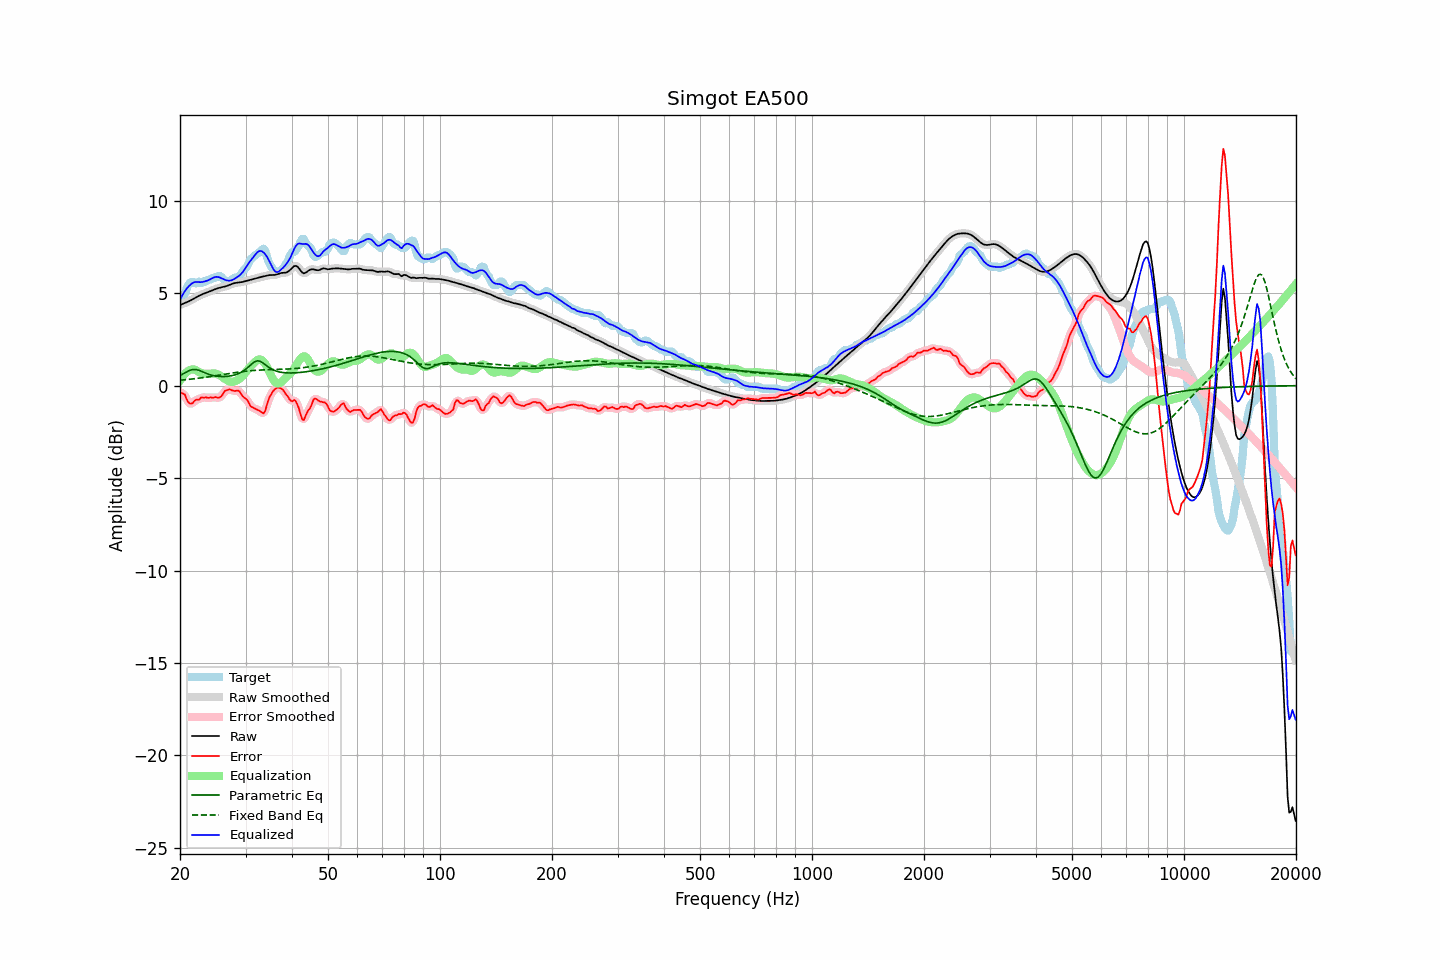 Simgot EA500
Amplitude (dBr)
10
5
0
−5
−10
−15
−20
−25
Target
Raw Smoothed
Error Smoothed
Raw
Error
Equalization
Parametric Eq
Fixed Band Eq
Equalized
20 50 100 200 500 1000 2000 5000 10000 20000
Frequency (Hz)